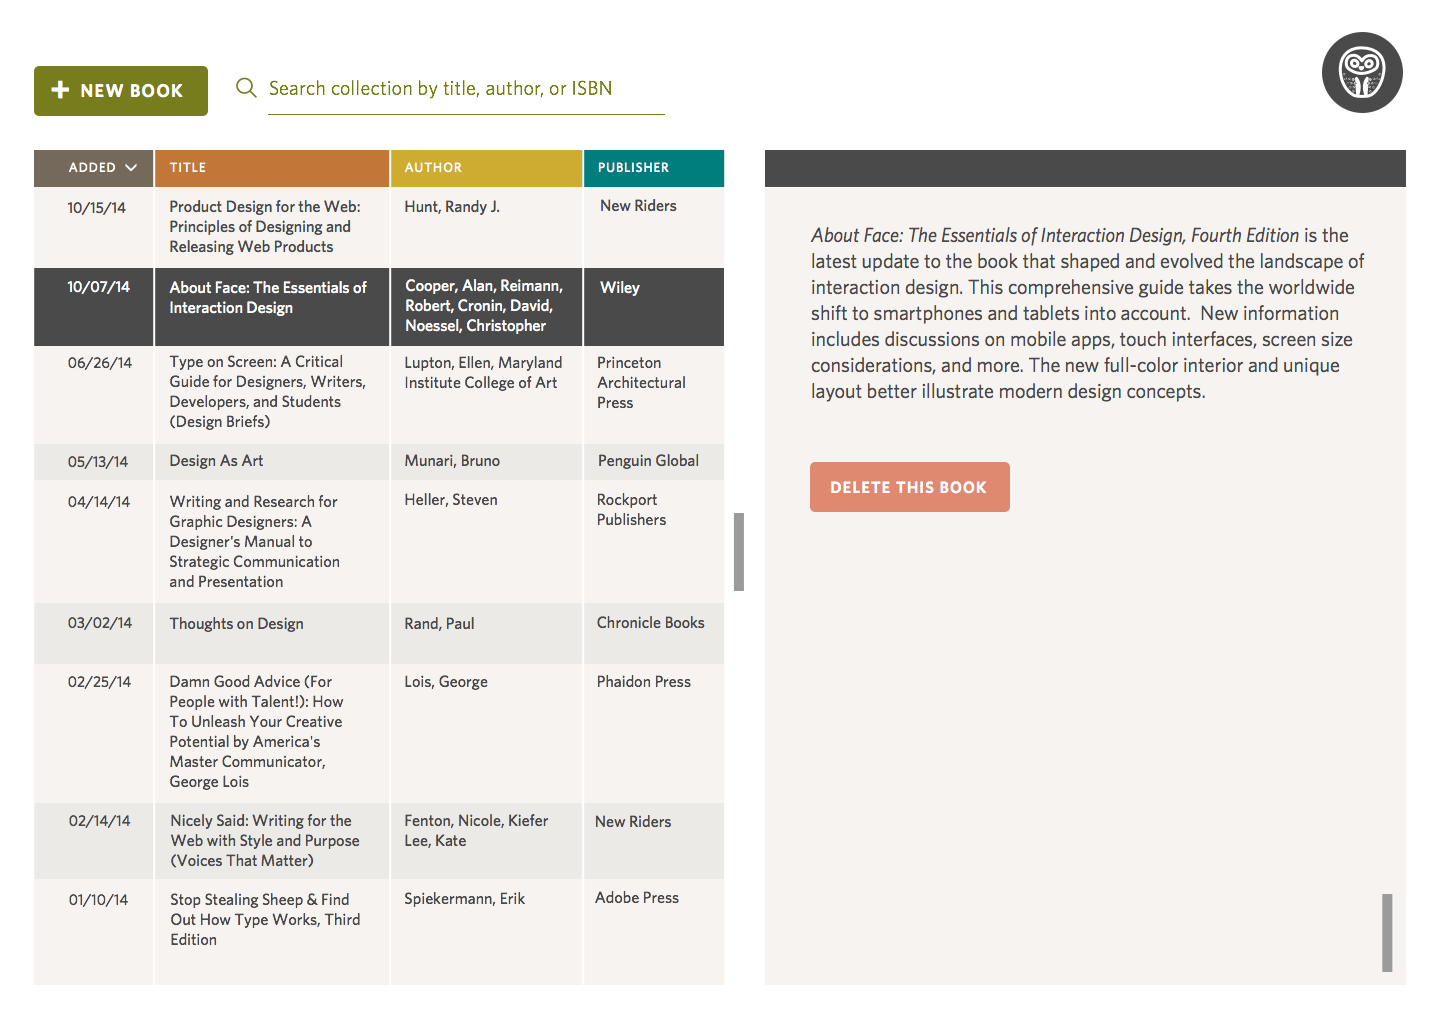 NEW BOOK
Search collection by title, author, or ISBN
ADDED TITLE AUTHOR PUBLISHER
10/15/14
Product Design for the Web:
Principles of Designing and
Releasing Web Products
Hunt, Randy J.
New Riders
10/07/14
About Face: The Essentials of
Interaction Design
Cooper, Alan, Reimann,
Robert, Cronin, David,
Noessel, Christopher
Wiley
06/26/14
Type on Screen: A Critical
Guide for Designers, Writers,
Developers, and Students
(Design Briefs)
Lupton, Ellen, Maryland
Institute College of Art
Princeton
Architectural
Press
05/13/14
Design As Art
Munari, Bruno
Penguin Global
04/14/14
Writing and Research for
Graphic Designers: A
Designer's Manual to
Strategic Communication
and Presentation
Heller, Steven
Rockport
Publishers
03/02/14
Thoughts on Design
Rand, Paul
Chronicle Books
02/25/14
Damn Good Advice (For
People with Talent!): How
To Unleash Your Creative
Potential by America's
Master Communicator,
George Lois
Lois, George
Phaidon Press
02/14/14
Nicely Said: Writing for the
Web with Style and Purpose
(Voices That Matter)
Fenton, Nicole, Kiefer
Lee, Kate
New Riders
01/10/14
Stop Stealing Sheep & Find
Out How Type Works, Third
Edition
Spiekermann, Erik
Adobe Press
About Face: The Essentials of Interaction Design, Fourth Edition is the
latest update to the book that shaped and evolved the landscape of
interaction design. This comprehensive guide takes the worldwide
shift to smartphones and tablets into account.  New information
includes discussions on mobile apps, touch interfaces, screen size
considerations, and more. The new full-color interior and unique
layout better illustrate modern design concepts.
DELETE THIS BOOK